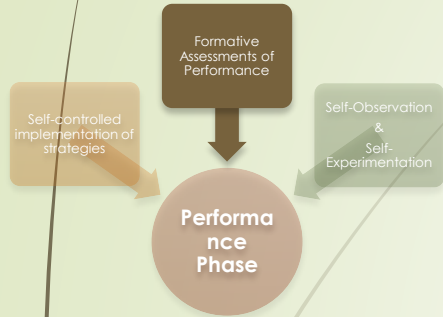 Formative
Assessments of
Performance
Self-controlled
implementation of
strategies
Self-Observation
&
Self-
Experimentation
Performa
nce
Phase